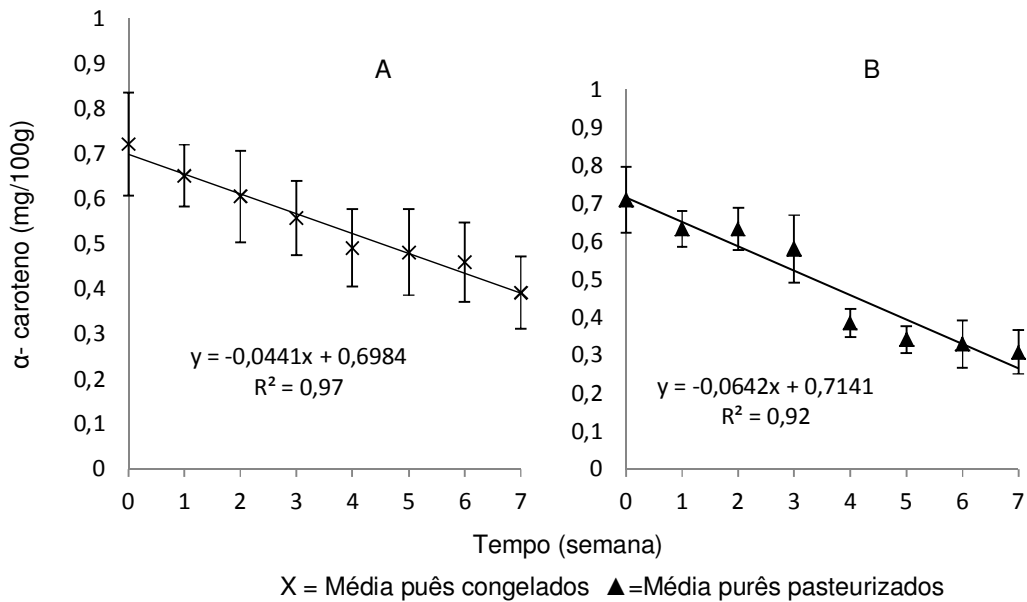 α- caroteno (mg/100g)
A
1
0,9
0,8
0,7
0,6
0,5
0,4
0,3
0,2
0,1
0
y = -0,0441x + 0,6984
R² = 0,97
0 1 2 3 4 5 6 7
B
1
0,9
0,8
0,7
0,6
0,5
0,4
0,3
0,2
0,1
0
y = -0,0642x + 0,7141
R² = 0,92
0 1 2 3 4 5 6 7
Tempo (semana)
X = Média puês congelados ▲=Média purês pasteurizados